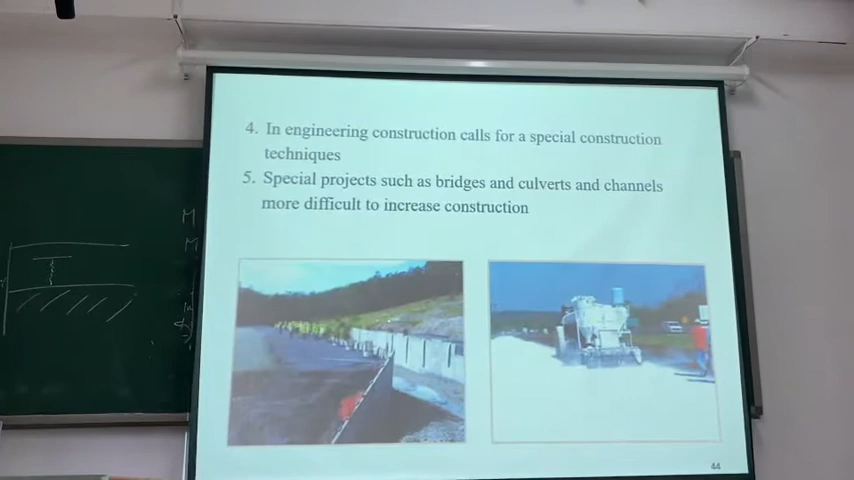 4. In engineering construction calls for a special construction
techniques
5. Special projects such as bridges and culverts and channels
more difficult to increase construction
M
M
44